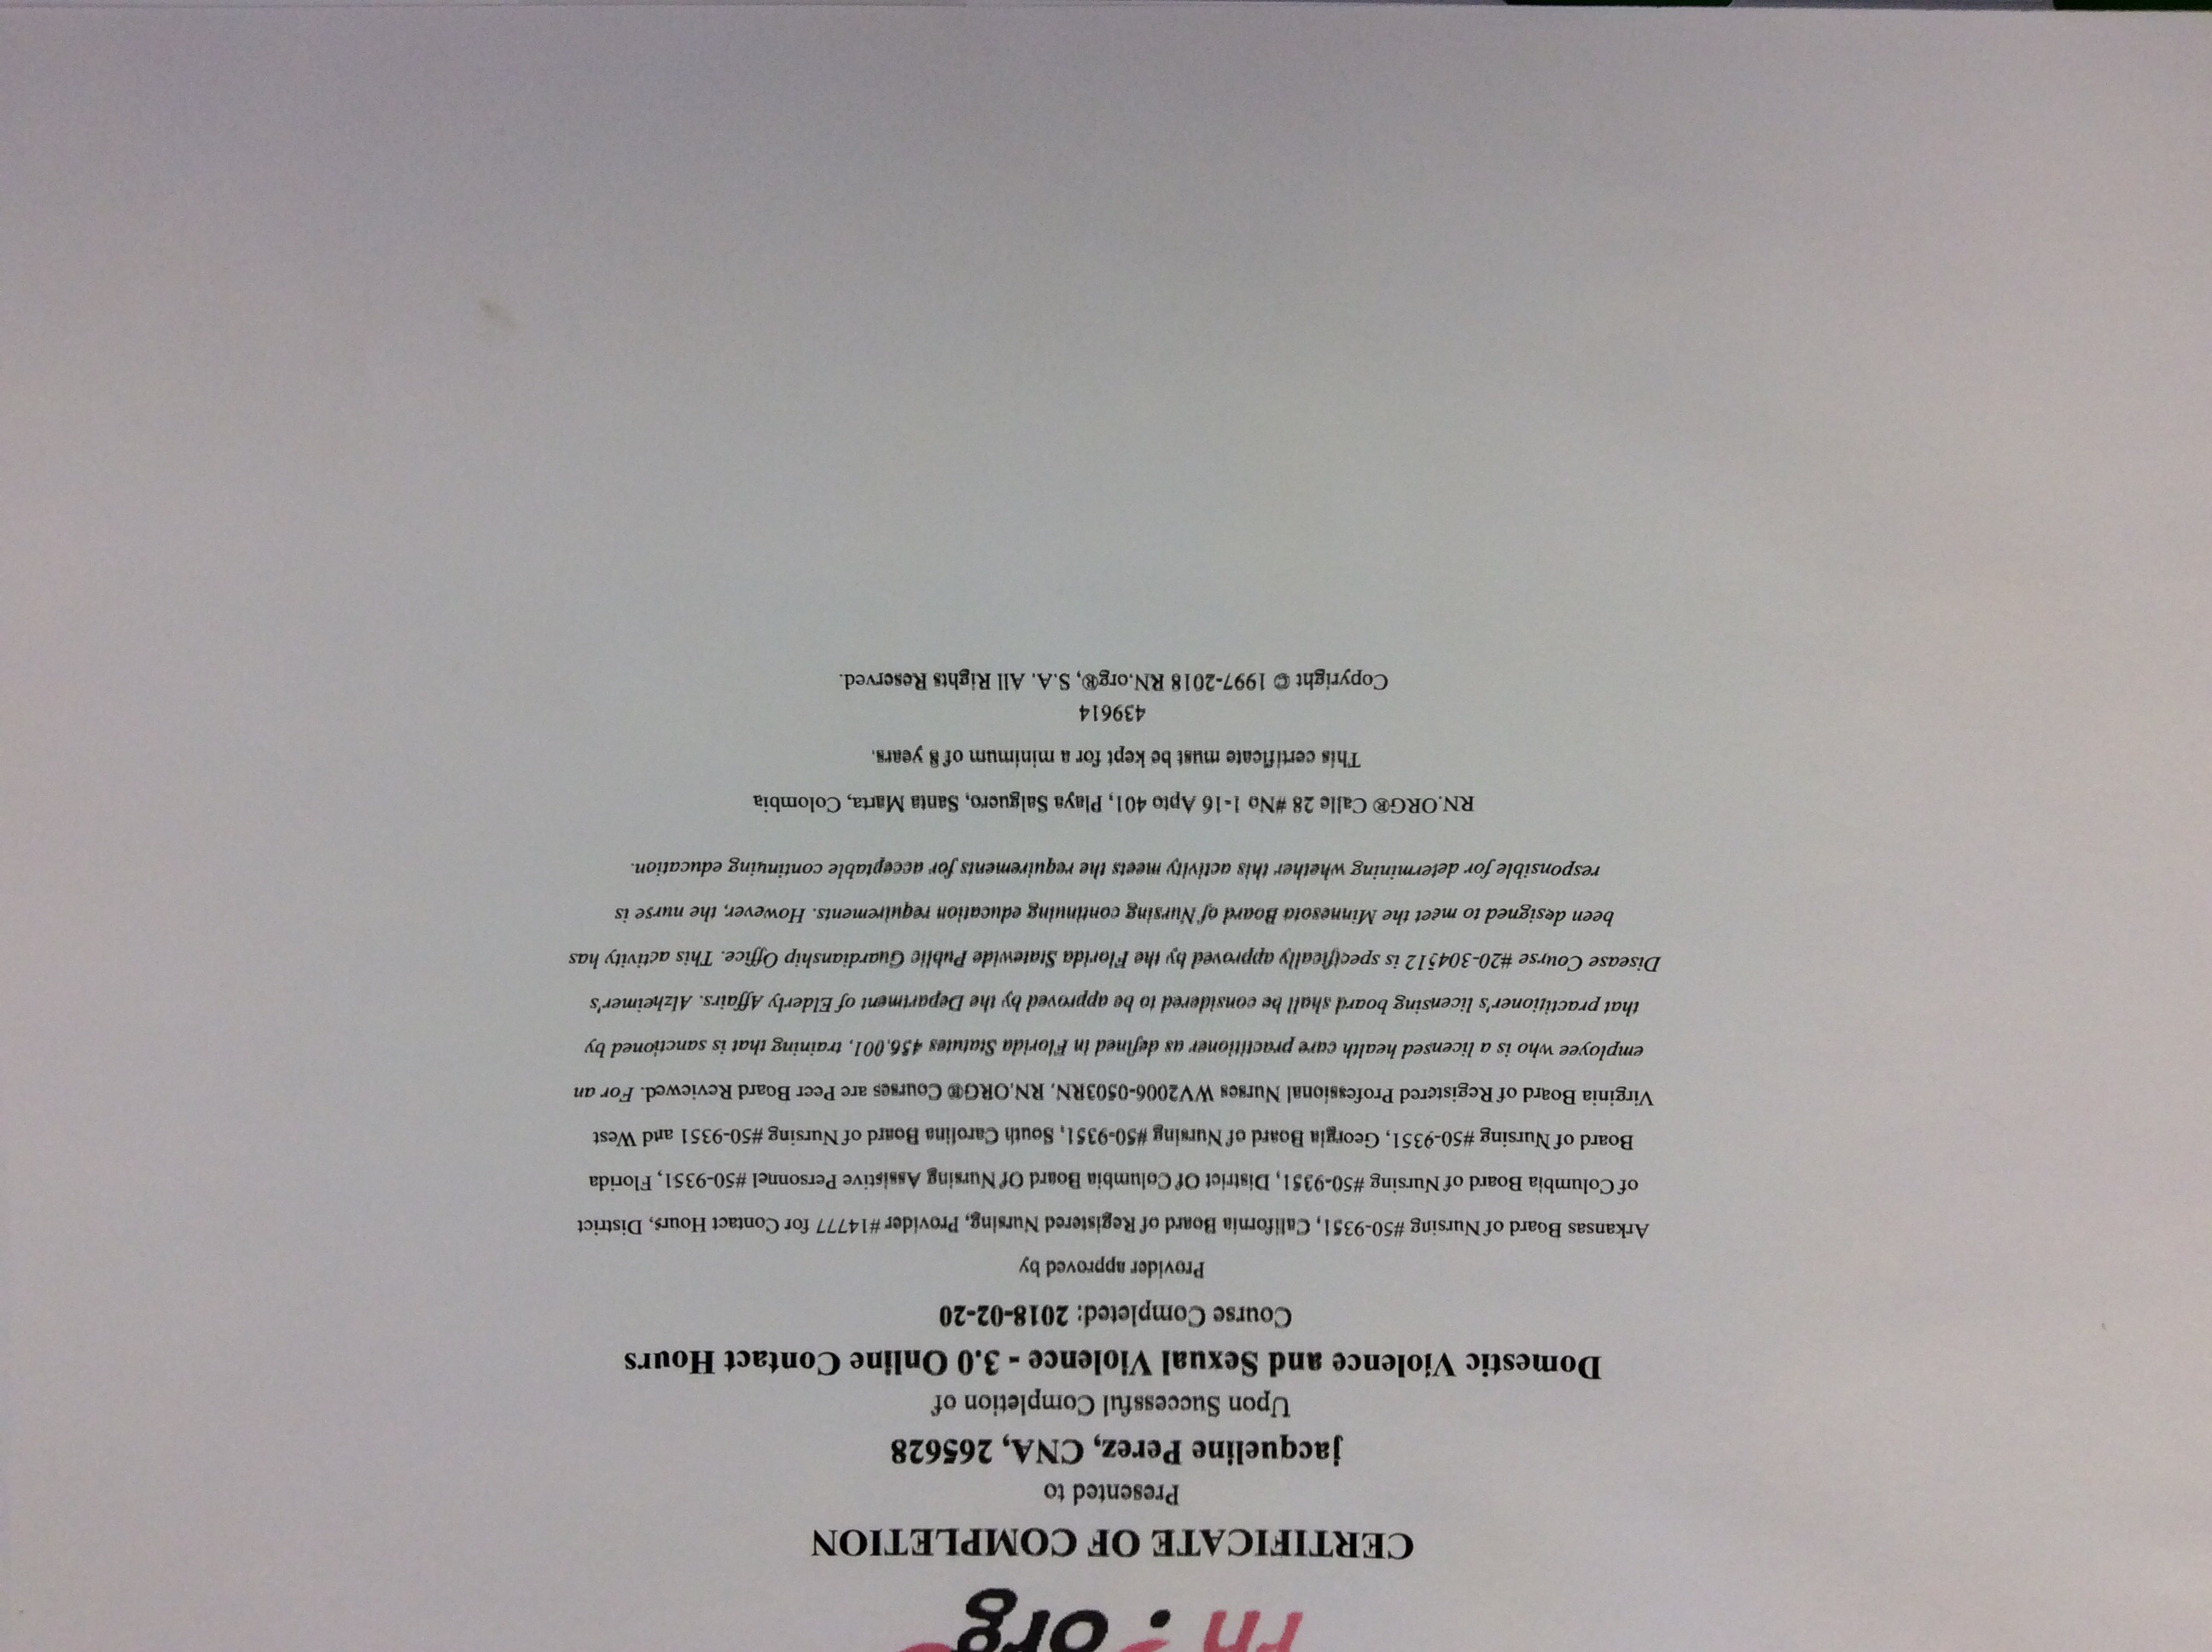 rn.org
CERTIFICATE OF COMPLETION
Presented to
jacqueline Perez, CNA, 265628
Upon Successful Completion of
Domestic Violence and Sexual Violence - 3.0 Online Contact Hours
Course Completed: 2018-02-20
Provider approved by
Arkansas Board of Nursing #50-9351, California Board of Registered Nursing, Provider #14777 for Contact Hours, District
of Columbia Board of Nursing #50-9351, District Of Columbia Board Of Nursing Assistive Personnel #50-9351, Florida
Board of Nursing #50-9351, Georgia Board of Nursing #50-9351, South Carolina Board of Nursing #50-9351 and West
Virginia Board of Registered Professional Nurses WV2006-0503RN. RN.ORG® Courses are Peer Board Reviewed. For an
employee who is a licensed health care practitioner as defined in Florida Statutes 456.001, training that is sanctioned by
that practitioner's licensing board shall be considered to be approved by the Department of Elderly Affairs. Alzheimer's
Disease Course #20-304512 is specifically approved by the Florida Statewide Public Guardianship Office. This activity has
been designed to meet the Minnesota Board of Nursing continuing education requirements. However, the nurse is
responsible for determining whether this activity meets the requirements for acceptable continuing education.
RN.ORG® Calle 28 #No 1-16 Apto 401, Playa Salguero, Santa Marta, Colombia
This certificate must be kept for a minimum of 8 years.
439614
Copyright © 1997-2018 RN.org®, S.A. All Rights Reserved.